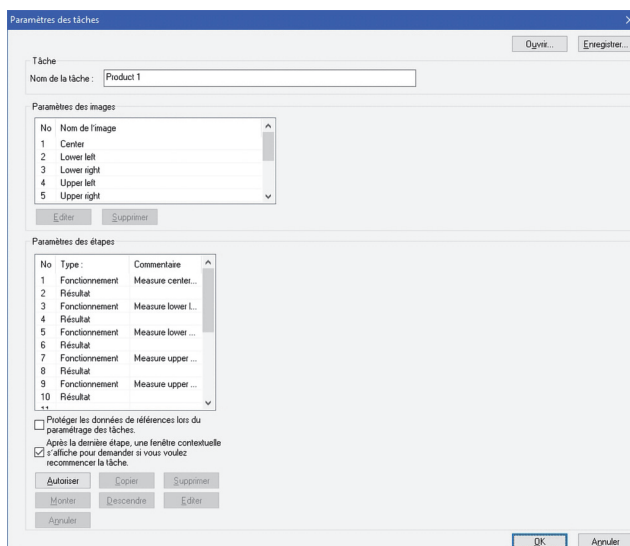 Paramètres des tâches
Ouvrir... Enregistrer...
Tâche
Nom de la tâche : Product 1
Paramètres des images
No Nom de l'image
1 Center
2 Lower left
3 Lower right
4 Upper left
5 Upper right
Editer Supprimer
Paramètres des étapes
No Type : Commentaire
1 Fonctionnement Measure center...
2 Résultat
3 Fonctionnement Measure lower l...
4 Résultat
5 Fonctionnement Measure lower ...
6 Résultat
7 Fonctionnement Measure upper ...
8 Résultat
9 Fonctionnement Measure upper ...
10 Résultat
11
Protéger les données de références lors du
paramétrage des tâches.
Après la dernière étape, une fenêtre contextuelle
s'affiche pour demander si vous voulez
recommencer la tâche.
Autoriser Copier Supprimer
Monter Descendre Editer
Annuler
OK Annuler